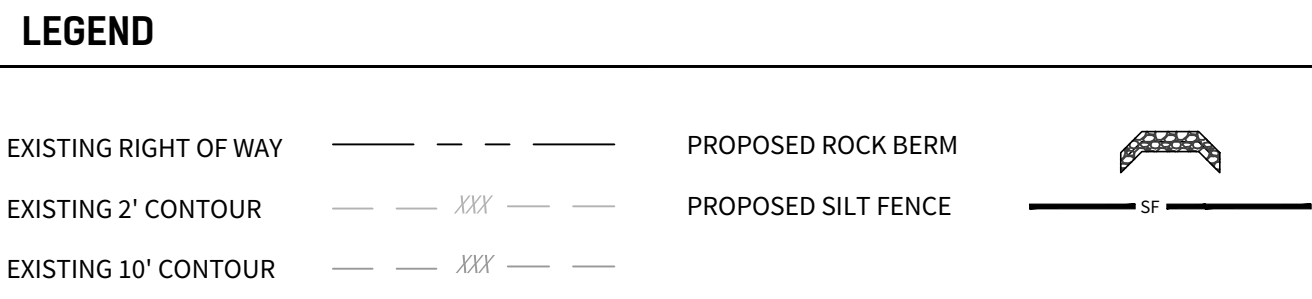 LEGEND
EXISTING RIGHT OF WAY
EXISTING 2' CONTOUR XXX
EXISTING 10' CONTOUR XXX
PROPOSED ROCK BERM
PROPOSED SILT FENCE SF